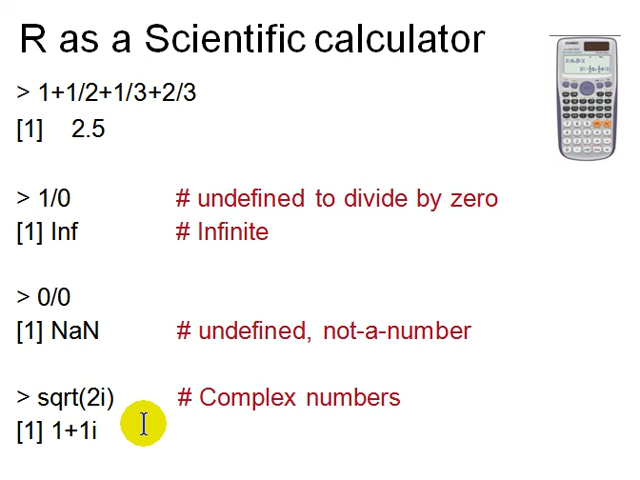 R as a Scientific calculator
> 1+1/2+1/3+2/3
[1] 2.5
> 1/0 # undefined to divide by zero
[1] Inf # Infinite
> 0/0
[1] NaN # undefined, not-a-number
> sqrt(2i) # Complex numbers
[1] 1+1i
CASIO